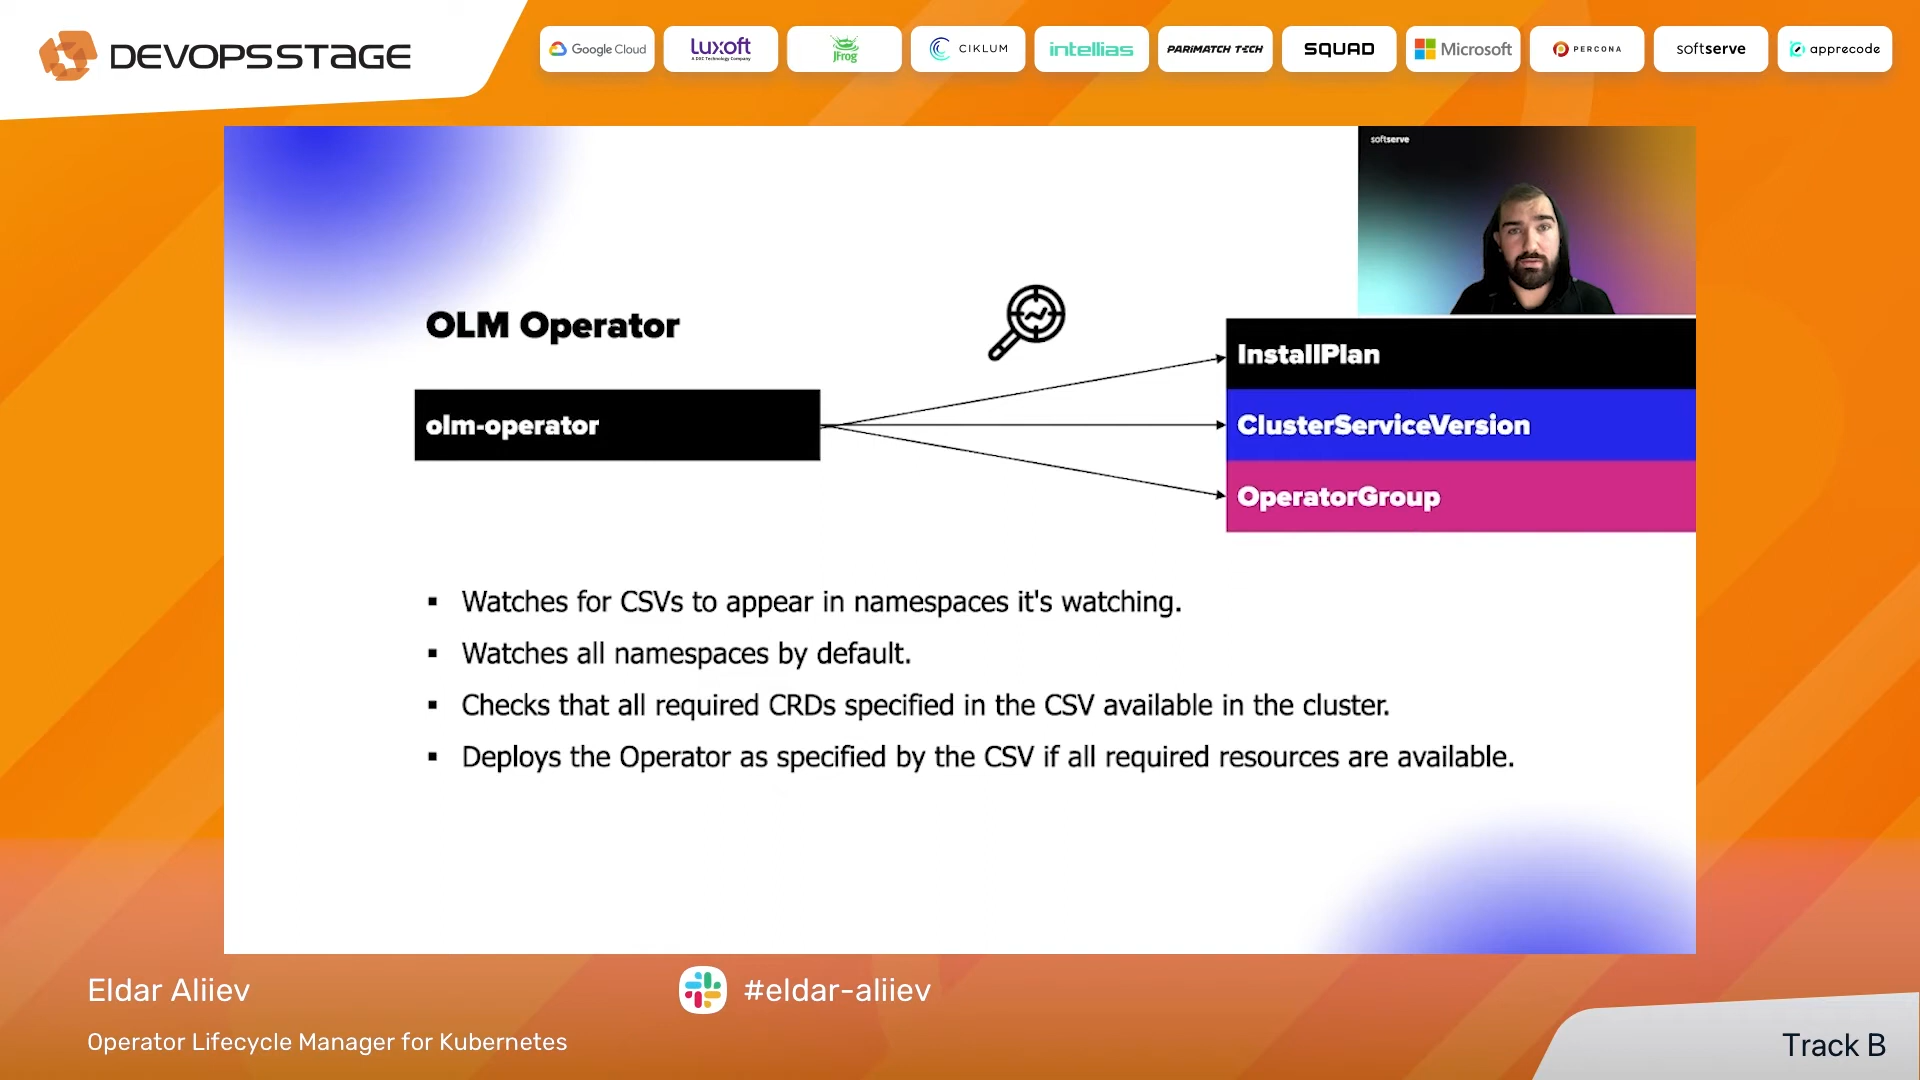 DEVOPSSTAGE
Google Cloud
Luxoft
A DXC Technology Company
JFrog
CIKLUM
intellias
PARIMATCH TECH
SQUAD
Microsoft
PERCONA
softserve
apprecode
softserve
OLM Operator
olm-operator
InstallPlan
ClusterServiceVersion
OperatorGroup
▪ Watches for CSVs to appear in namespaces it's watching.
▪ Watches all namespaces by default.
▪ Checks that all required CRDs specified in the CSV available in the cluster.
▪ Deploys the Operator as specified by the CSV if all required resources are available.
Eldar Aliiev
#eldar-aliiev
Operator Lifecycle Manager for Kubernetes
Track B